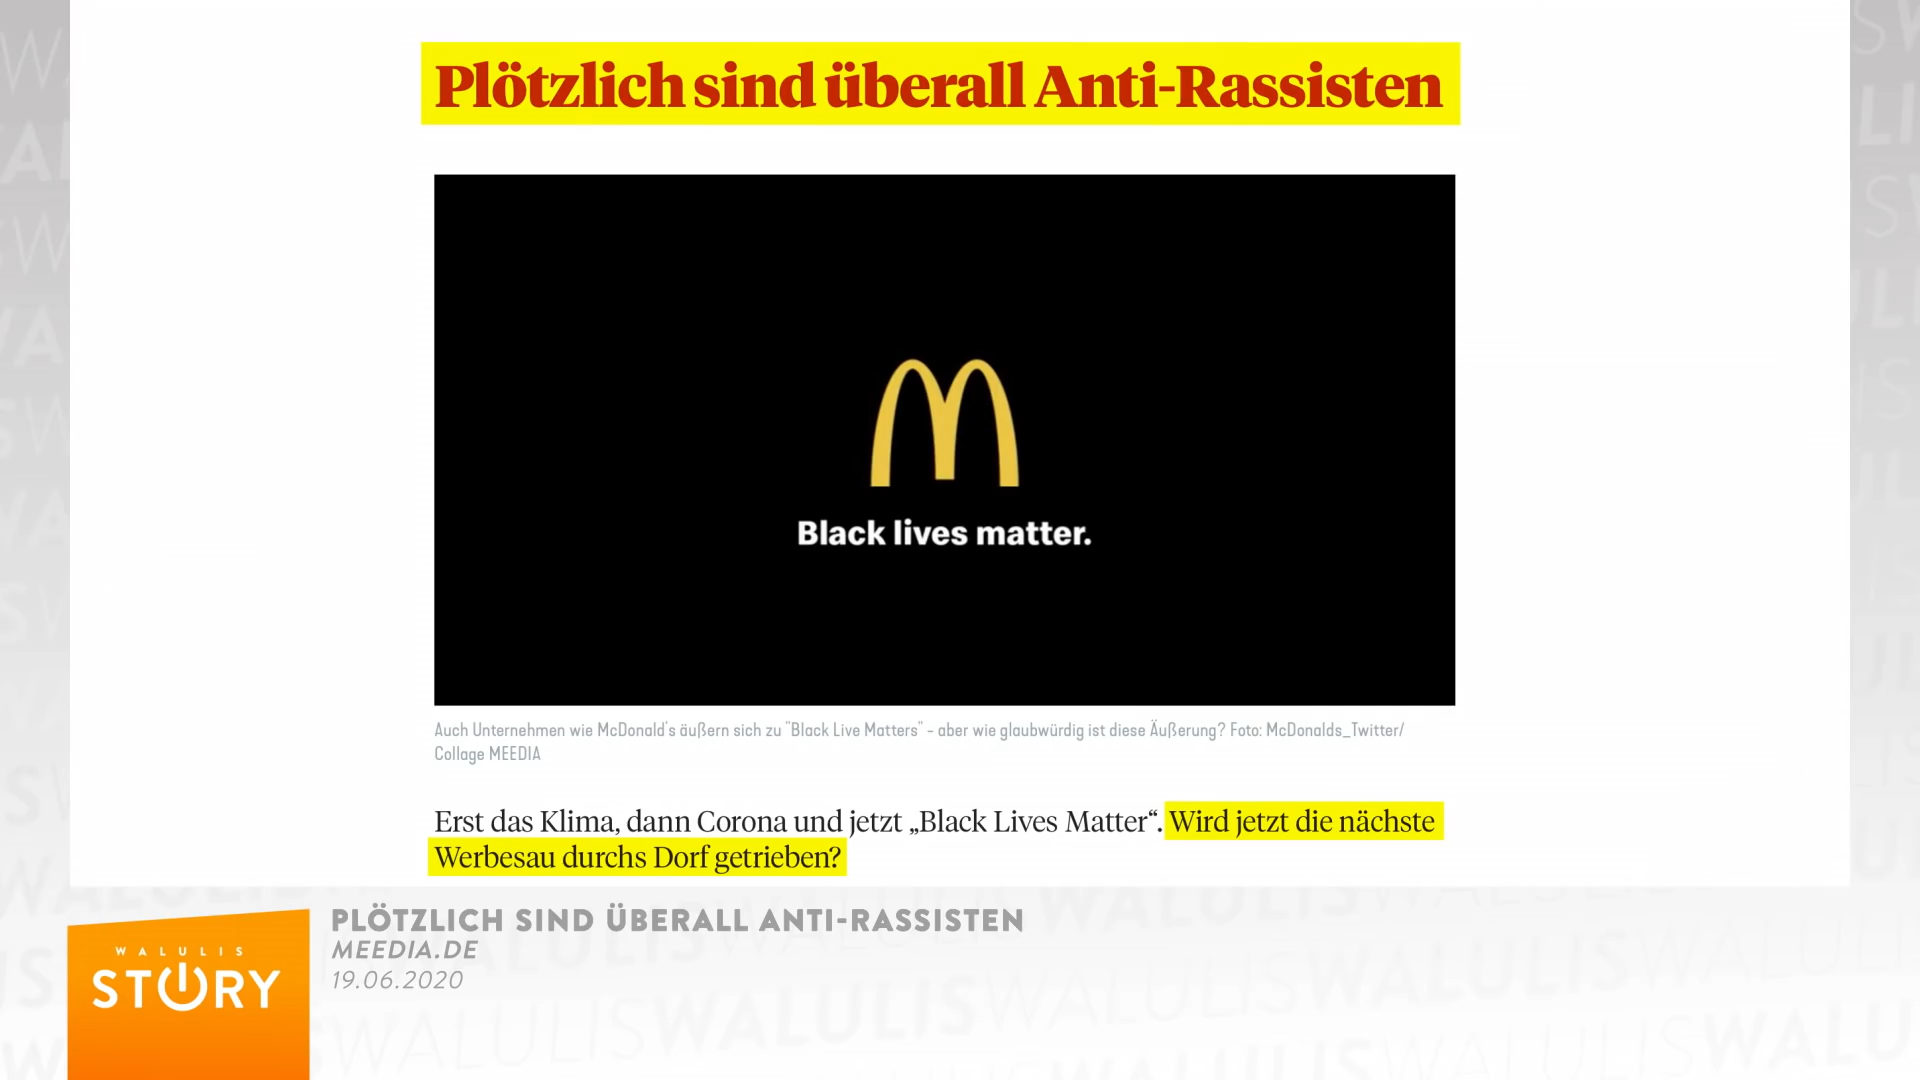 Plötzlich sind überall Anti-Rassisten
Black lives matter.
Auch Unternehmen wie McDonald's äußern sich zu "Black Live Matters" - aber wie glaubwürdig ist diese Äußerung? Foto: McDonalds_Twitter/
Collage MEEDIA
Erst das Klima, dann Corona und jetzt „Black Lives Matter“. Wird jetzt die nächste
Werbesau durchs Dorf getrieben?
PLÖTZLICH SIND ÜBERALL ANTI-RASSISTEN
MEEDIA.DE
19.06.2020
WALULIS
STORY